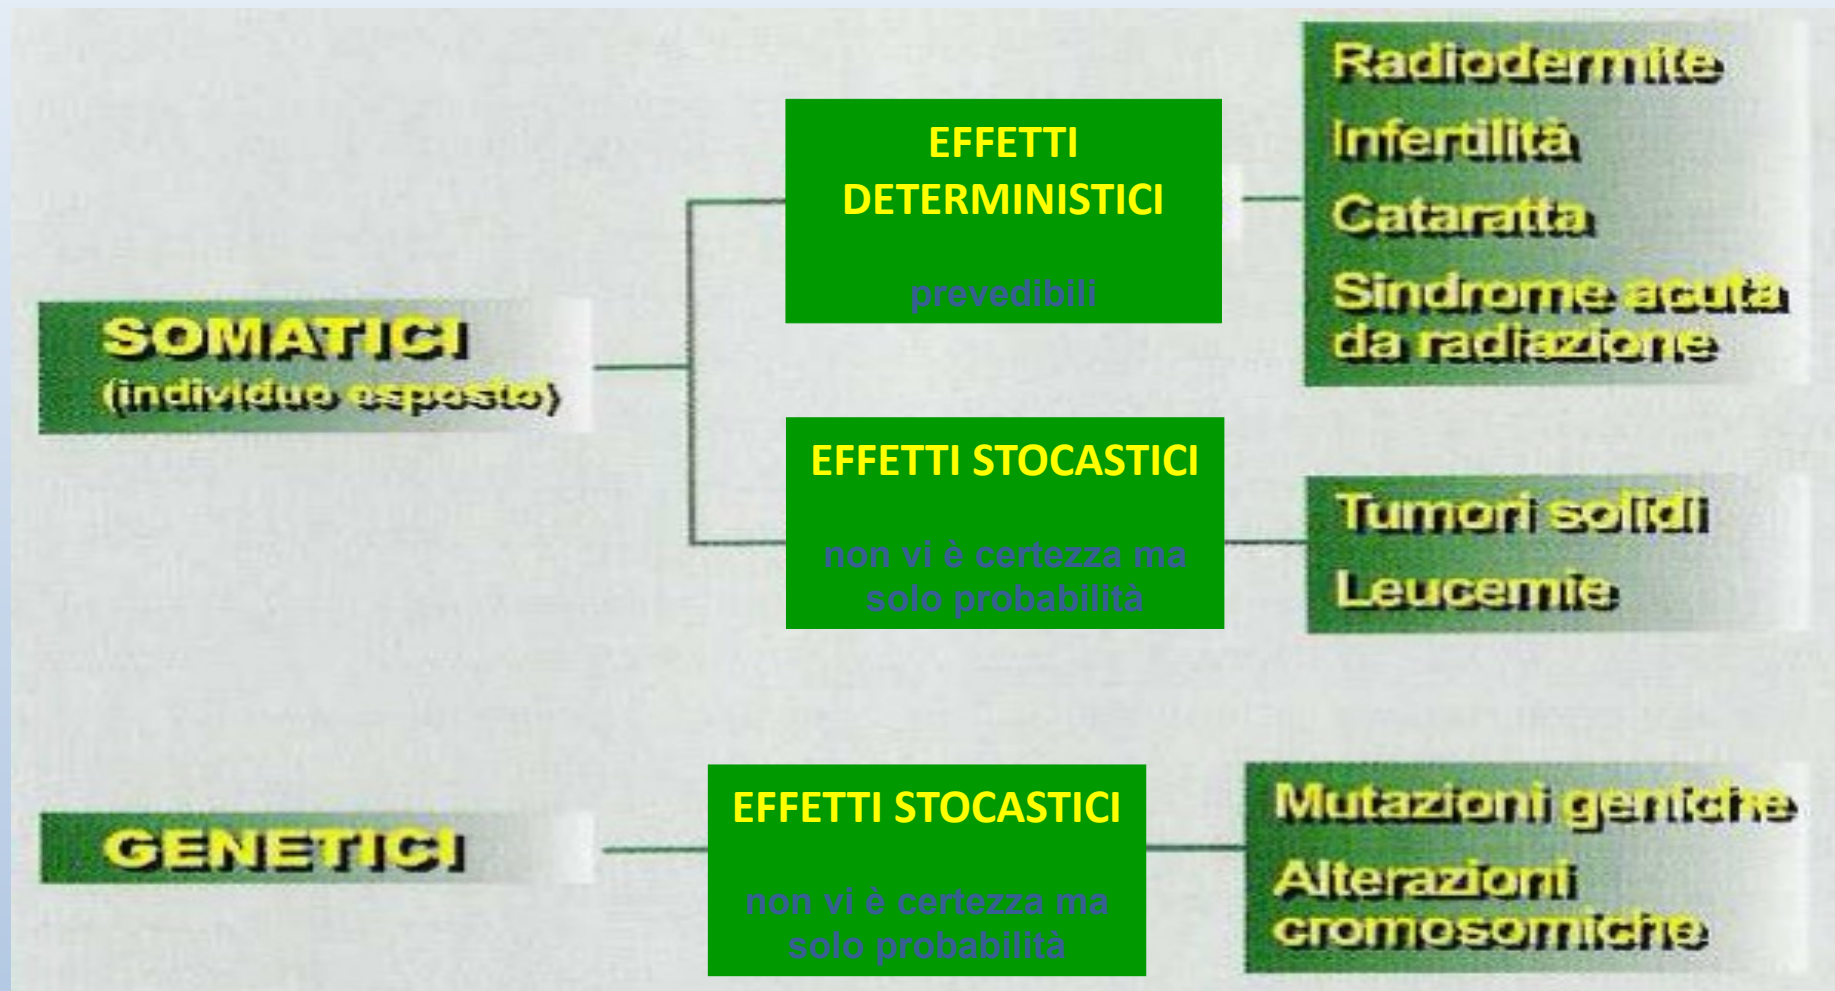 SOMATICI
(individuo esposto)
EFFETTI
DETERMINISTICI
prevedibili
Radiodermite
Infertilità
Cataratta
Sindrome acuta
da radiazione
EFFETTI STOCASTICI
non vi è certezza ma
solo probabilità
Tumori solidi
Leucemie
GENETICI
EFFETTI STOCASTICI
non vi è certezza ma
solo probabilità
Mutazioni geniche
Alterazioni
cromosomiche